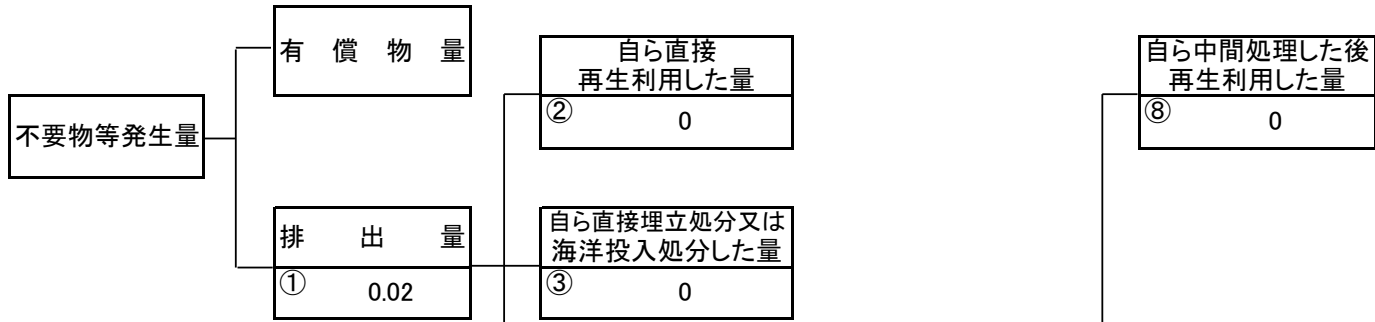 不要物等発生量
有 償 物 量
排 出 量
① 0.02
自ら直接
再生利用した量
② 0
自ら直接埋立処分又は
海洋投入処分した量
③ 0
自ら中間処理した後
再生利用した量
⑧ 0